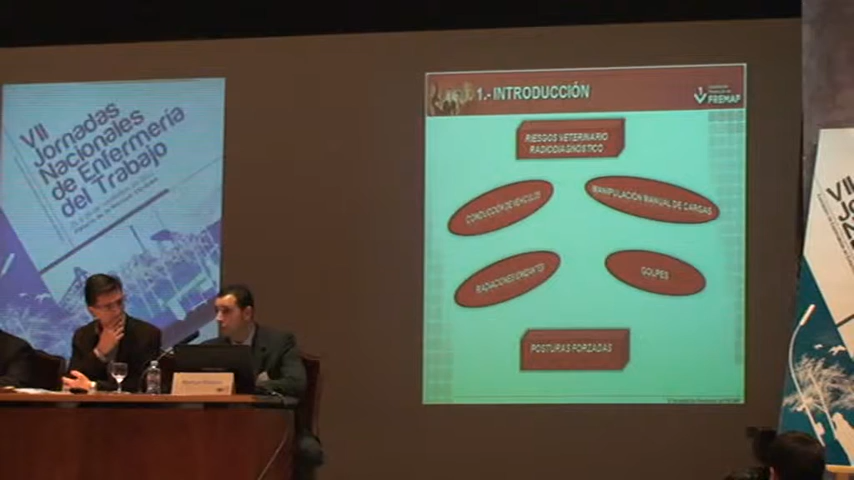 VII
Jornadas
Nacionales
de Enfermería
del Trabajo
1.- INTRODUCCIÓN
FREMAP
RIESGOS VETERINARIO
RADIODIAGNOSTICO
CONDUCCIÓN DE VEHICULOS
MANIPULACIÓN MANUAL DE CARGAS
RADIACIONES IONIZANTES
GOLPES
POSTURAS FORZADAS
VII